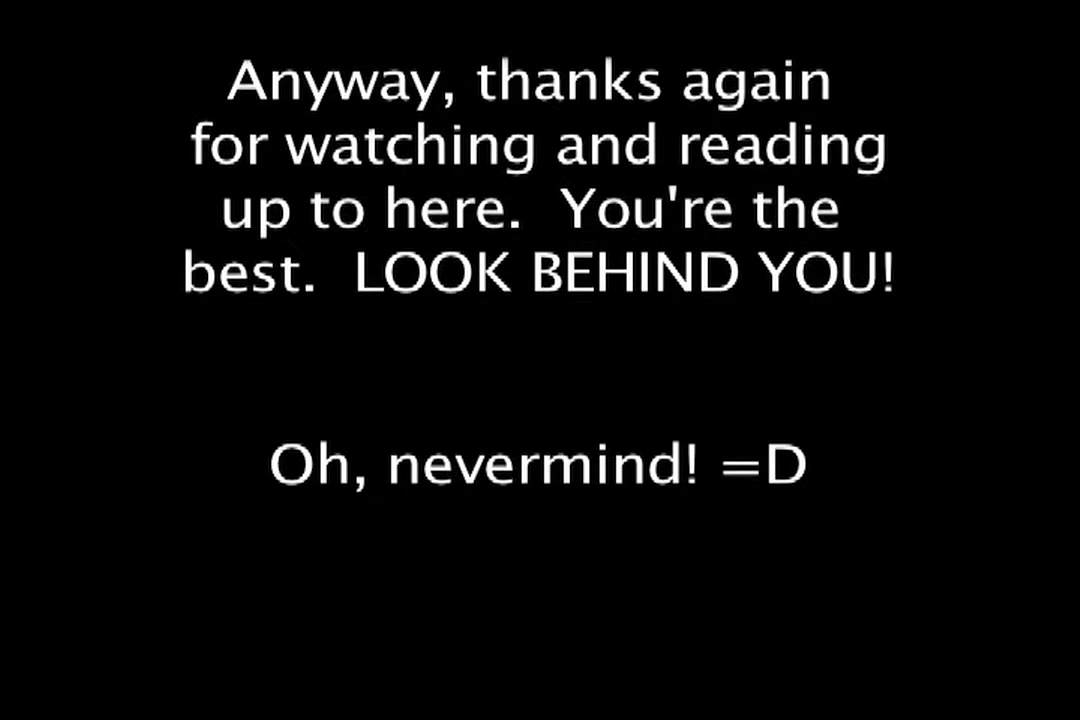 Anyway, thanks again
for watching and reading
up to here.  You're the
best.  LOOK BEHIND YOU!
Oh, nevermind! =D